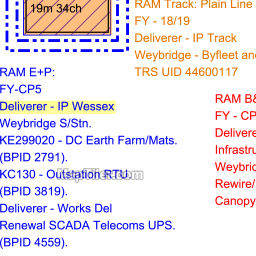 19m 34ch
RAM Track: Plain Line
FY - 18/19
Deliverer - IP Track
Weybridge - Byfleet and
TRS UID 44600117
RAM E+P:
FY-CP5
Deliverer - IP Wessex
Weybridge S/Stn.
KE299020 - DC Earth Farm/Mats.
(BPID 2791).
KC130 - Outstation RTU.
(BPID 3819).
Deliverer - Works Del
Renewal SCADA Telecoms UPS.
(BPID 4559).
RAM B&
FY - CP
Delivere
Infrastru
Weybridg
Rewire/
Canopy